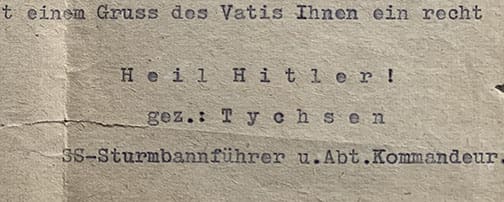 t einem Gruss des Vatis Ihnen ein recht
Heil Hitler!
gez.: Tychsen
SS-Sturmbannführer u.Abt.Kommandeur.